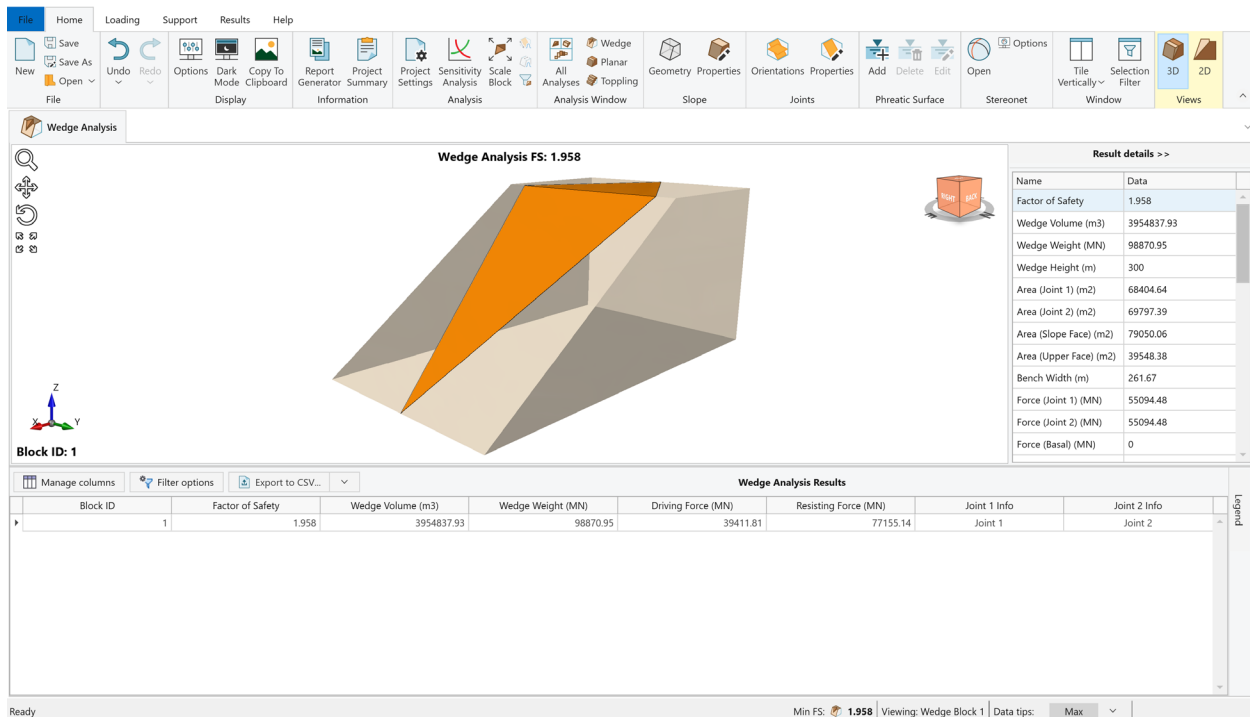 File Home Loading Support Results Help
Save
Save As
Open
New Undo Redo Options Dark Mode Copy To Clipboard Report Generator Project Summary Project Settings Sensitivity Analysis Scale Block All Analyses Wedge Planar Toppling Geometry Properties Orientations Properties Add Delete Edit Open Options Tile Vertically Selection Filter 3D 2D
File Display Information Analysis Analysis Window Slope Joints Phreatic Surface Stereonet Window Views
Wedge Analysis
Wedge Analysis FS: 1.958
RIGHT BACK
Z
X Y
Block ID: 1
Result details >>
Name Data
Factor of Safety 1.958
Wedge Volume (m3) 3954837.93
Wedge Weight (MN) 98870.95
Wedge Height (m) 300
Area (Joint 1) (m2) 68404.64
Area (Joint 2) (m2) 69797.39
Area (Slope Face) (m2) 79050.06
Area (Upper Face) (m2) 39548.38
Bench Width (m) 261.67
Force (Joint 1) (MN) 55094.48
Force (Joint 2) (MN) 55094.48
Force (Basal) (MN) 0
Manage columns Filter options Export to CSV... Wedge Analysis Results
Legend
Block ID Factor of Safety Wedge Volume (m3) Wedge Weight (MN) Driving Force (MN) Resisting Force (MN) Joint 1 Info Joint 2 Info
1 1.958 3954837.93 98870.95 39411.81 77155.14 Joint 1 Joint 2
Ready Min FS: 1.958 Viewing: Wedge Block 1 Data tips: Max